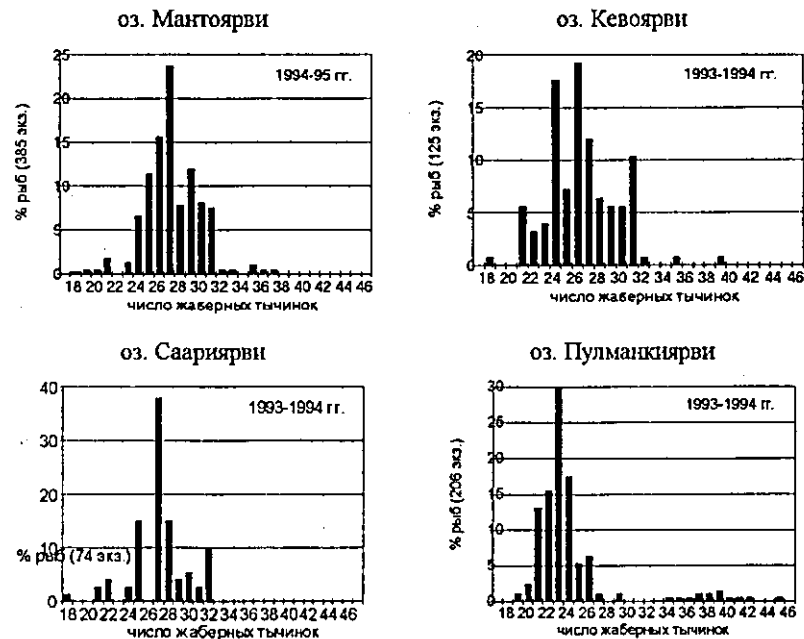 оз. Мантоярви
25
20
15
10
5
0
1994-95 гг.
% рыб (385 экз.)
18 20 22 24 26 28 30 32 34 36 38 40 42 44 46
число жаберных тычинок
оз. Кевоярви
20
15
10
5
0
1993-1994 гг.
% рыб (125 экз.)
18 20 22 24 26 28 30 32 34 36 38 40 42 44 46
число жаберных тычинок
оз. Саариярви
40
30
20
10
0
1993-1994 гг.
% рыб (74 экз.)
18 20 22 24 26 28 30 32 34 36 38 40 42 44 46
число жаберных тычинок
оз. Пулманкиярви
30
25
20
15
10
5
0
1993-1994 гг.
% рыб (206 экз.)
18 20 22 24 26 28 30 32 34 36 38 40 42 44 46
число жаберных тычинок